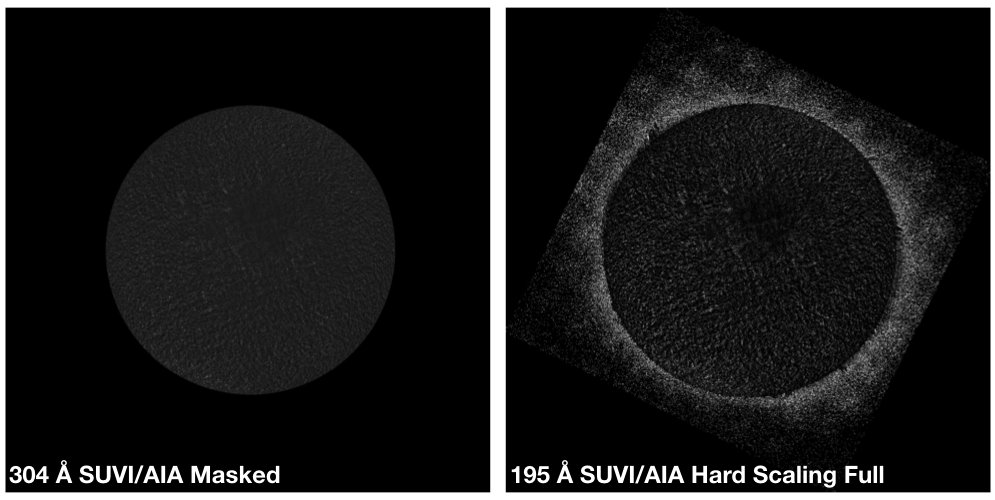 304 Å SUVI/AIA Masked
195 Å SUVI/AIA Hard Scaling Full